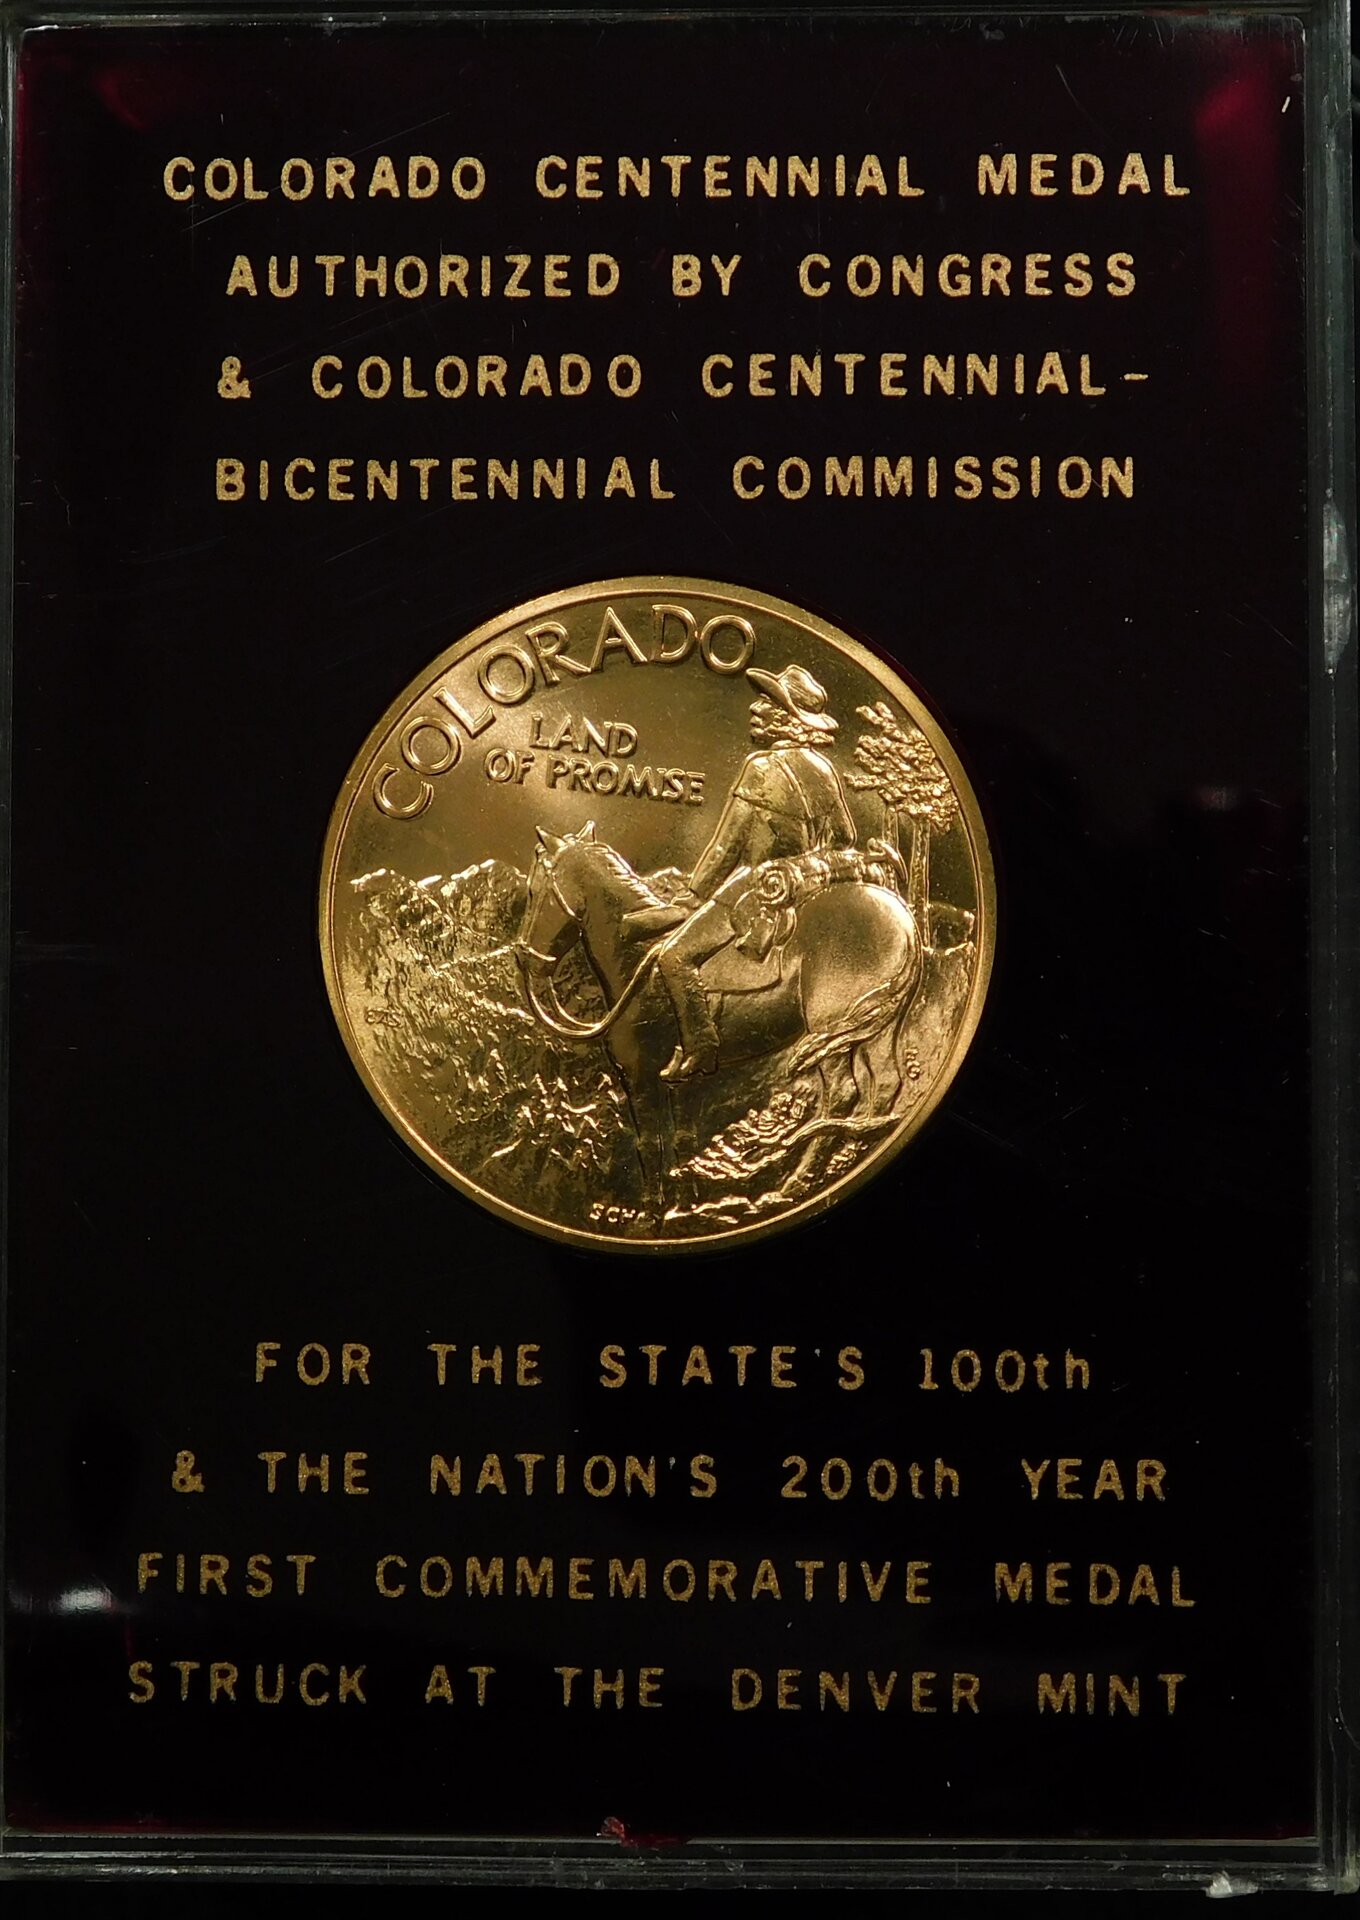 COLORADO CENTENNIAL MEDAL
AUTHORIZED BY CONGRESS
& COLORADO CENTENNIAL-
BICENTENNIAL COMMISSION
COLORADO
LAND
OF PROMISE
FOR THE STATE'S 100th
& THE NATION'S 200th YEAR
FIRST COMMEMORATIVE MEDAL
STRUCK AT THE DENVER MINT